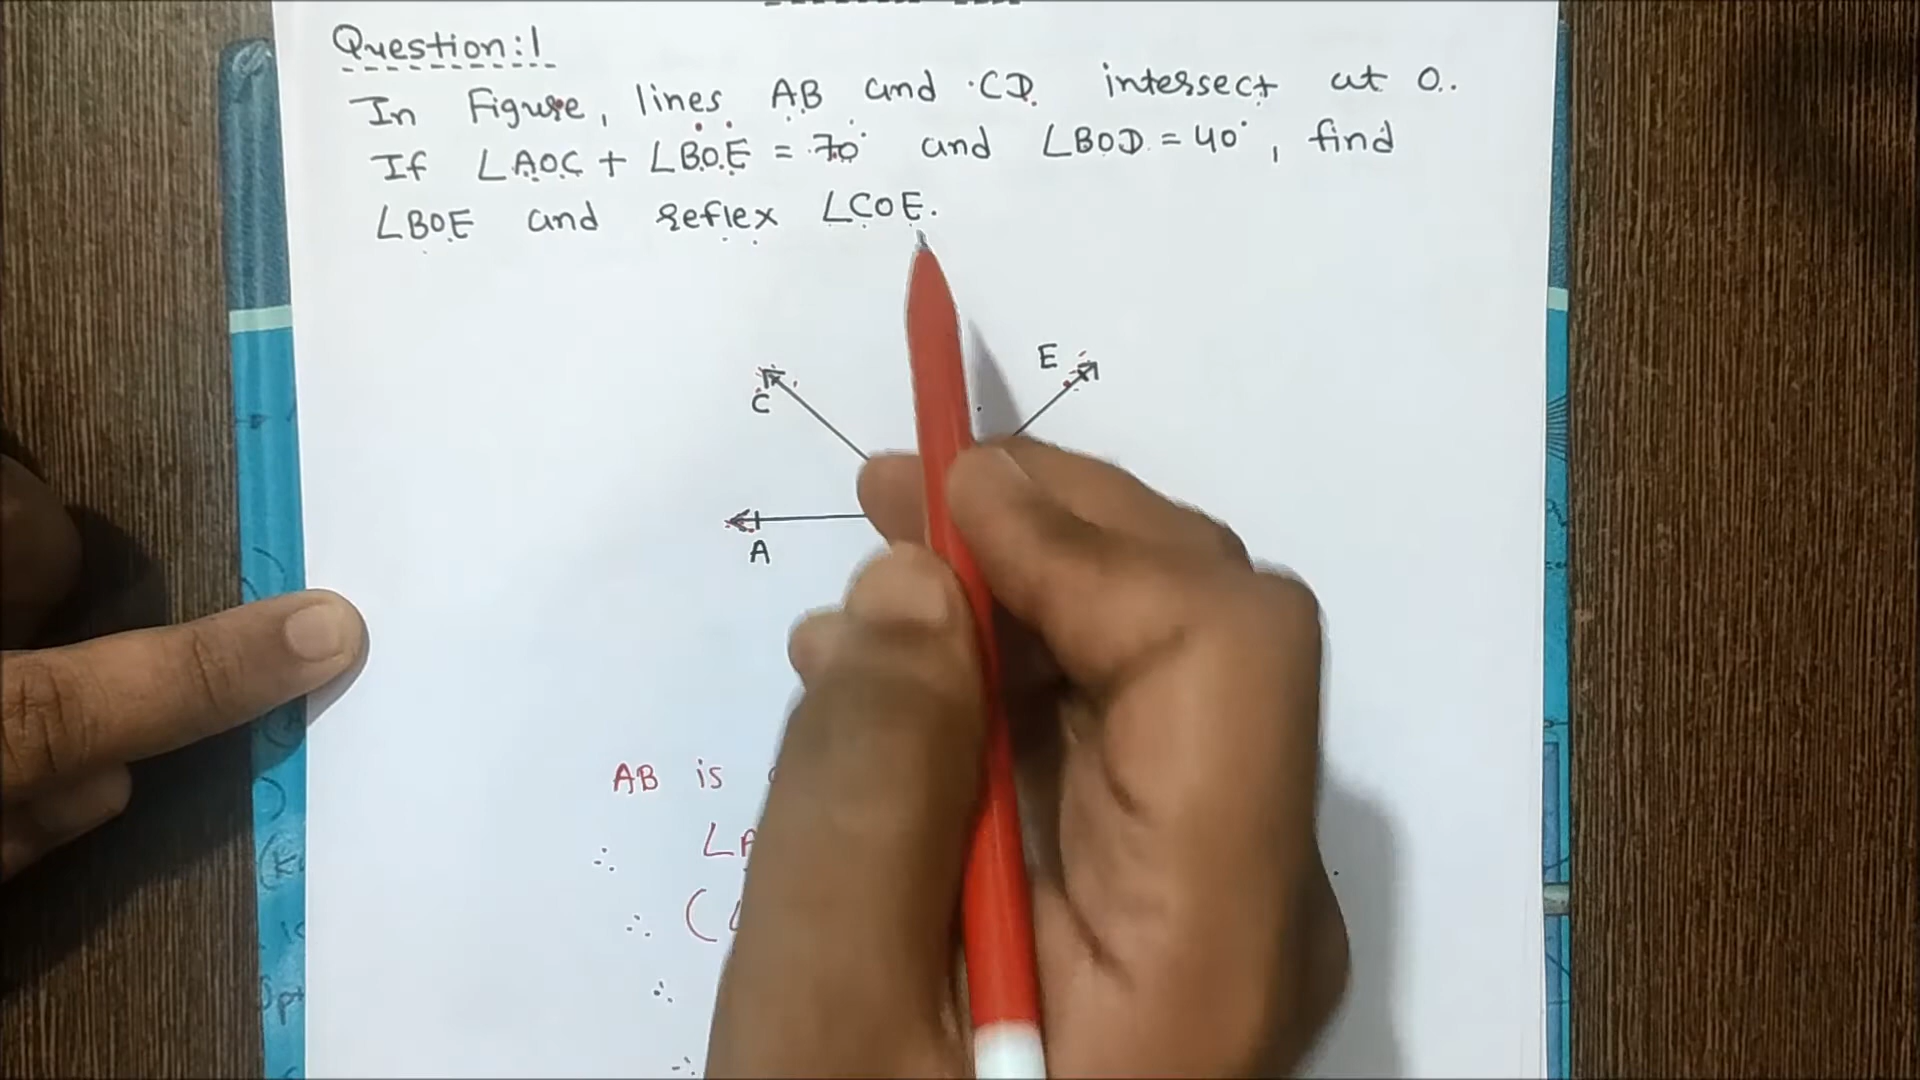 Question:1
In Figure, lines AB and CD intersect at O.
If ∠AOC + ∠BOE = 70° and ∠BOD = 40°, find
∠BOE and reflex ∠COE.
E
C
A
AB is
∴ ∠A
∴ (∠
∴
∴